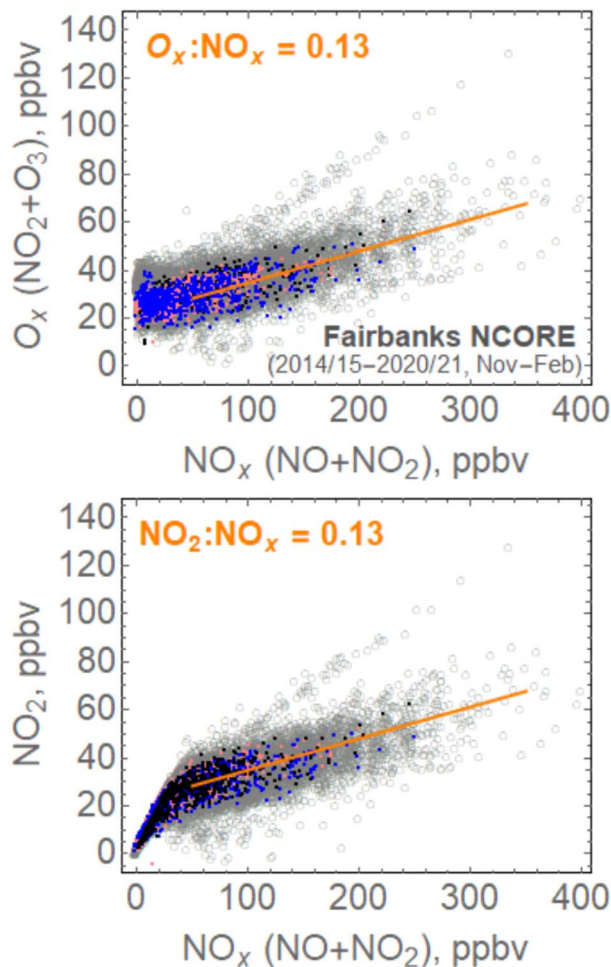 Oₓ:NOₓ = 0.13
140
120
100
80
60
40
20
0
Oₓ (NO₂+O₃), ppbv
Fairbanks NCORE
(2014/15–2020/21, Nov–Feb)
0 100 200 300 400
NOₓ (NO+NO₂), ppbv
NO₂:NOₓ = 0.13
140
120
100
80
60
40
20
0
NO₂, ppbv
0 100 200 300 400
NOₓ (NO+NO₂), ppbv